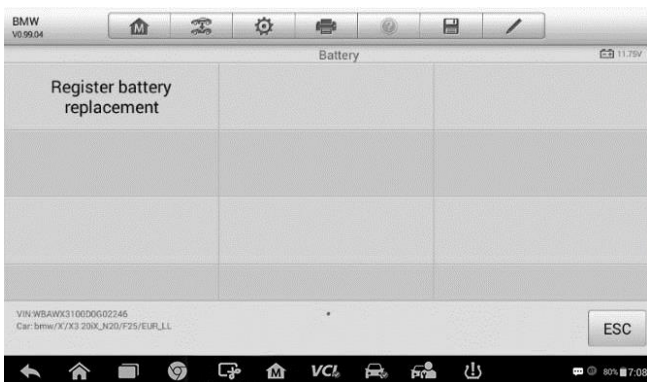 BMW
V0.99.04
M
Battery
11.75V
Register battery
replacement
VIN:WBAWX3100D0G02246
Car: bmw/X'/X3 20iX_N20/F25/EUR_LL
ESC
M
VCI
80% 7:08